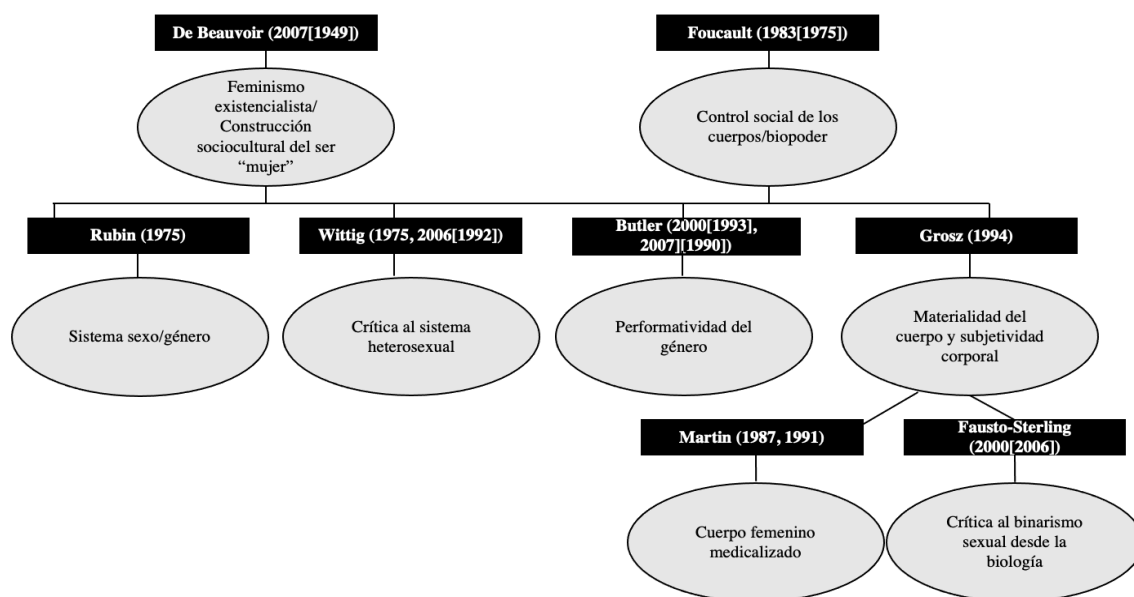 De Beauvoir (2007[1949])
Foucault (1983[1975])
Feminismo
existencialista/
Construcción
sociocultural del ser
“mujer”
Control social de los
cuerpos/biopoder
Rubin (1975)
Wittig (1975, 2006[1992])
Butler (2000[1993],
2007][1990])
Grosz (1994)
Sistema sexo/género
Crítica al sistema
heterosexual
Performatividad del
género
Materialidad del
cuerpo y subjetividad
corporal
Martin (1987, 1991)
Fausto-Sterling
(2000[2006])
Cuerpo femenino
medicalizado
Crítica al binarismo
sexual desde la
biología